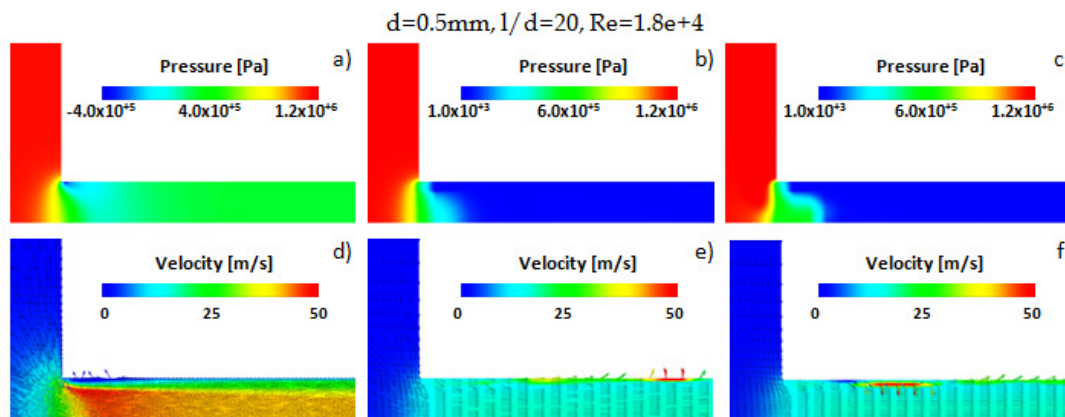 d=0.5mm, l/d=20, Re=1.8e+4
Pressure [Pa] a)
-4.0x10⁺⁵ 4.0x10⁺⁵ 1.2x10⁺⁶
Pressure [Pa] b)
1.0x10⁺³ 6.0x10⁺⁵ 1.2x10⁺⁶
Pressure [Pa] c)
1.0x10⁺³ 6.0x10⁺⁵ 1.2x10⁺⁶
Velocity [m/s] d)
0 25 50
Velocity [m/s] e)
0 25 50
Velocity [m/s] f)
0 25 50